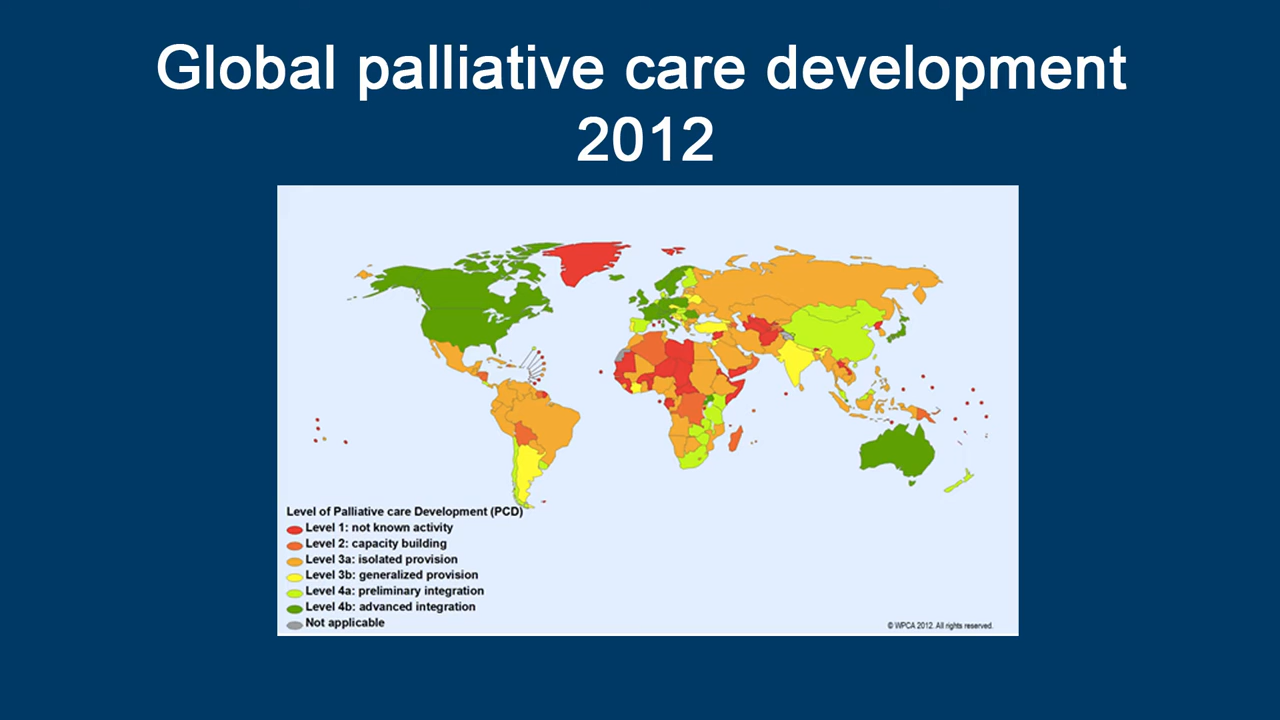 Global palliative care development
2012
Level of Palliative care Development (PCD)
Level 1: not known activity
Level 2: capacity building
Level 3a: isolated provision
Level 3b: generalized provision
Level 4a: preliminary integration
Level 4b: advanced integration
Not applicable
© WPCA 2012. All rights reserved.